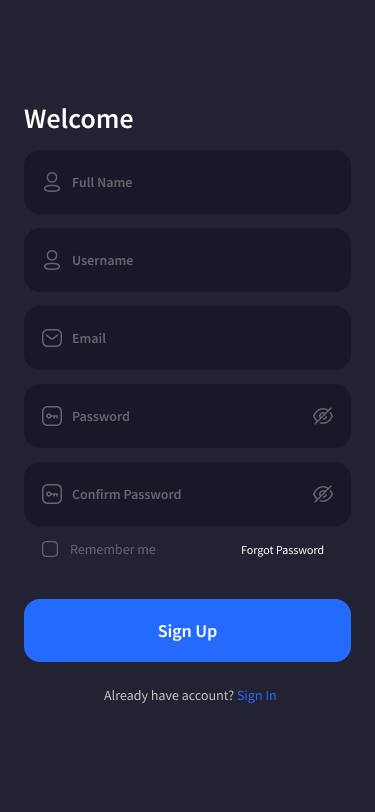 Welcome
Full Name
Username
Email
Password
Confirm Password
Remember me Forgot Password
Sign Up
Already have account? Sign In